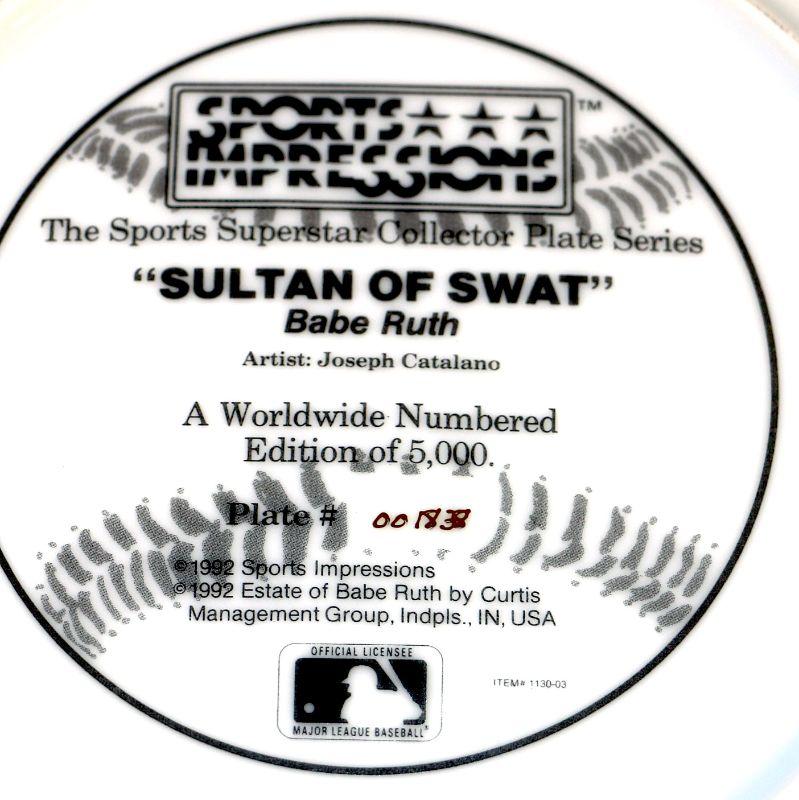 SPORTS ★★★ ™
IMPRESSIONS
The Sports Superstar Collector Plate Series
“SULTAN OF SWAT”
Babe Ruth
Artist: Joseph Catalano
A Worldwide Numbered
Edition of 5,000.
Plate #
©1992 Sports Impressions
©1992 Estate of Babe Ruth by Curtis
Management Group, Indpls., IN, USA
OFFICIAL LICENSEE
MAJOR LEAGUE BASEBALL®
ITEM# 1130-03